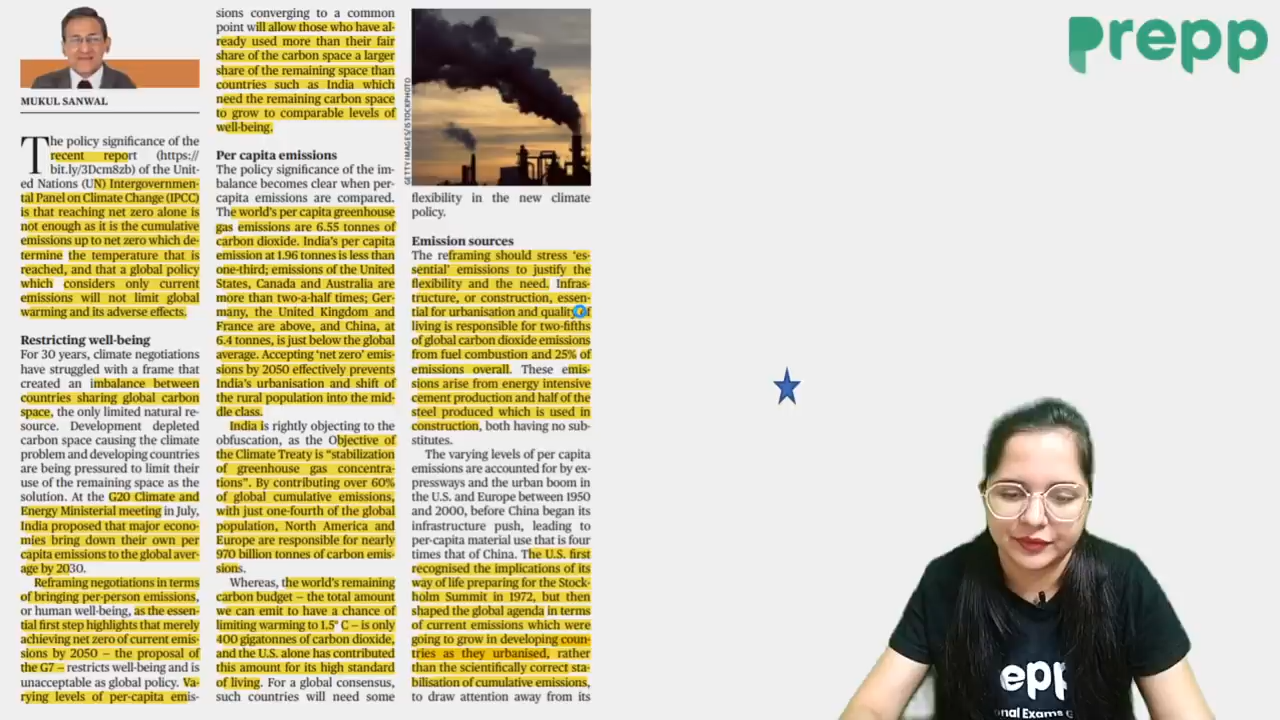 MUKUL SANWAL
The policy significance of the
recent report (https://
bit.ly/3Dcm8zb) of the Unit-
ed Nations (UN) Intergovernmen-
tal Panel on Climate Change (IPCC)
is that reaching net zero alone is
not enough as it is the cumulative
emissions up to net zero which de-
termine the temperature that is
reached, and that a global policy
which considers only current
emissions will not limit global
warming and its adverse effects.
Restricting well-being
For 30 years, climate negotiations
have struggled with a frame that
created an imbalance between
countries sharing global carbon
space, the only limited natural re-
source. Development depleted
carbon space causing the climate
problem and developing countries
are being pressured to limit their
use of the remaining space as the
solution. At the G20 Climate and
Energy Ministerial meeting in July,
India proposed that major econo-
mies bring down their own per
capita emissions to the global aver-
age by 2030.
Reframing negotiations in terms
of bringing per-person emissions,
or human well-being, as the essen-
tial first step highlights that merely
achieving net zero of current emis-
sions by 2050 – the proposal of
the G7 – restricts well-being and is
unacceptable as global policy. Va-
rying levels of per-capita emis-
sions converging to a common
point will allow those who have al-
ready used more than their fair
share of the carbon space a larger
share of the remaining space than
countries such as India which
need the remaining carbon space
to grow to comparable levels of
well-being.
Per capita emissions
The policy significance of the im-
balance becomes clear when per-
capita emissions are compared.
The world's per capita greenhouse
gas emissions are 6.55 tonnes of
carbon dioxide. India's per capita
emission at 1.96 tonnes is less than
one-third; emissions of the United
States, Canada and Australia are
more than two-a-half times; Ger-
many, the United Kingdom and
France are above, and China, at
6.4 tonnes, is just below the global
average. Accepting 'net zero' emis-
sions by 2050 effectively prevents
India's urbanisation and shift of
the rural population into the mid-
dle class.
India is rightly objecting to the
obfuscation, as the Objective of
the Climate Treaty is "stabilization
of greenhouse gas concentra-
tions". By contributing over 60%
of global cumulative emissions,
with just one-fourth of the global
population, North America and
Europe are responsible for nearly
970 billion tonnes of carbon emis-
sions.
Whereas, the world's remaining
carbon budget – the total amount
we can emit to have a chance of
limiting warming to 1.5° C – is only
400 gigatonnes of carbon dioxide,
and the U.S. alone has contributed
this amount for its high standard
of living. For a global consensus,
such countries will need some
GETTY IMAGES/ISTOCKPHOTO
flexibility in the new climate
policy.
Emission sources
The reframing should stress 'es-
sential' emissions to justify the
flexibility and the need. Infras-
tructure, or construction, essen-
tial for urbanisation and quality of
living is responsible for two-fifths
of global carbon dioxide emissions
from fuel combustion and 25% of
emissions overall. These emis-
sions arise from energy intensive
cement production and half of the
steel produced which is used in
construction, both having no sub-
stitutes.
The varying levels of per capita
emissions are accounted for by ex-
pressways and the urban boom in
the U.S. and Europe between 1950
and 2000, before China began its
infrastructure push, leading to
per-capita material use that is four
times that of China. The U.S. first
recognised the implications of its
way of life preparing for the Stock-
holm Summit in 1972, but then
shaped the global agenda in terms
of current emissions which were
going to grow in developing coun-
tries as they urbanised, rather
than the scientifically correct sta-
bilisation of cumulative emissions,
to draw attention away from its
prepp